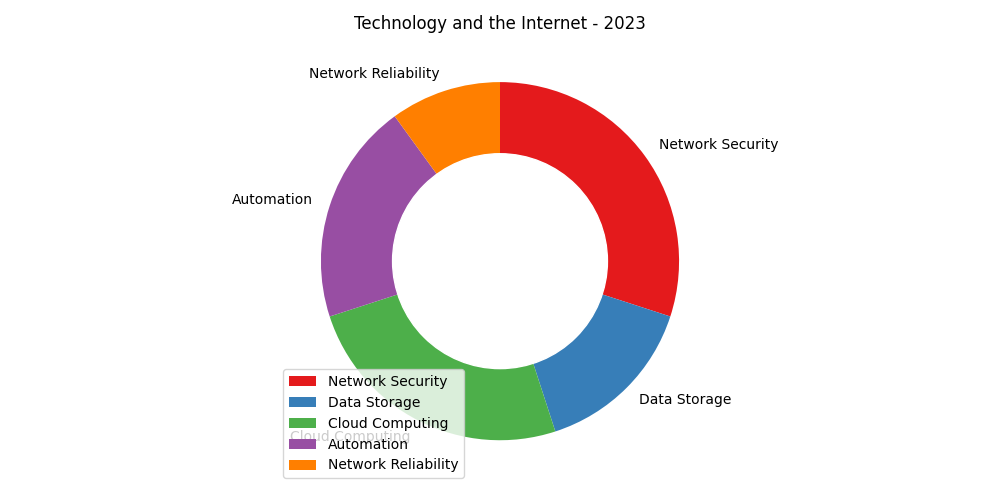 Technology and the Internet - 2023
Network Reliability
Network Security
Automation
Data Storage
Cloud Computing
Network Security
Data Storage
Cloud Computing
Automation
Network Reliability